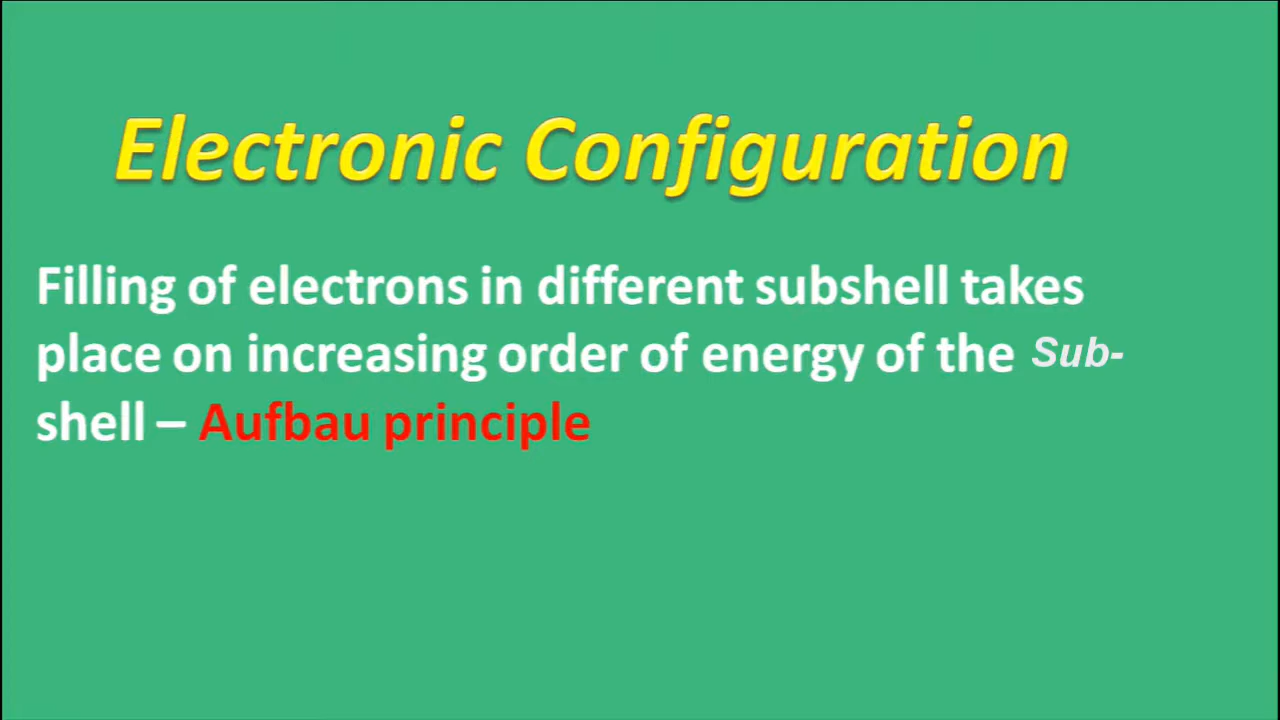 Electronic Configuration
Filling of electrons in different subshell takes
place on increasing order of energy of the Sub-
shell – Aufbau principle